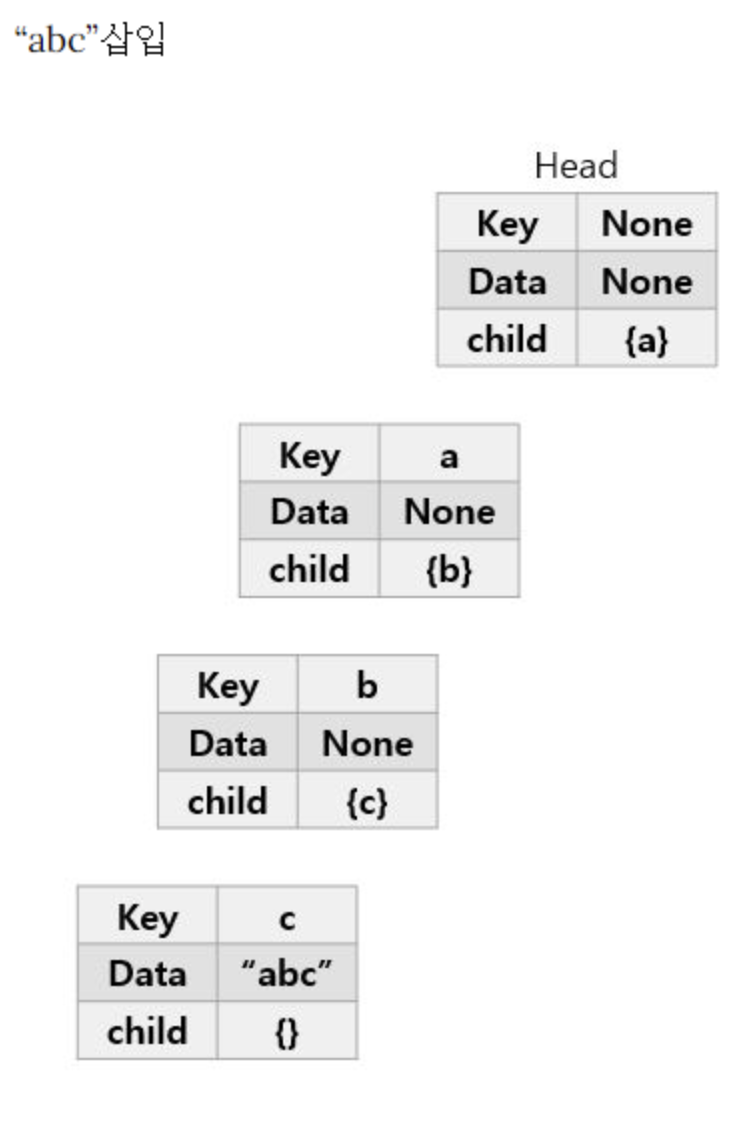 “abc”삽입
Head
Key None
Data None
child {a}
Key a
Data None
child {b}
Key b
Data None
child {c}
Key c
Data “abc”
child {}